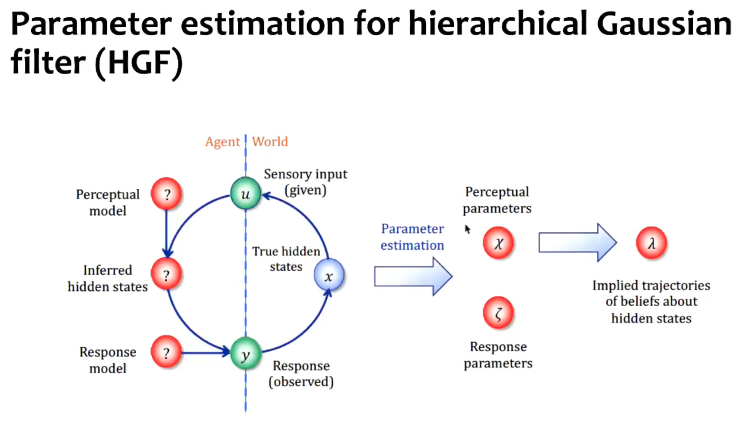 Parameter estimation for hierarchical Gaussian
filter (HGF)
Agent World
Sensory input
(given)
u
Perceptual
model
?
Inferred
hidden states
?
True hidden
states
x
Response
model
?
y
Response
(observed)
Parameter
estimation
Perceptual
parameters
χ
ζ
Response
parameters
λ
Implied trajectories
of beliefs about
hidden states